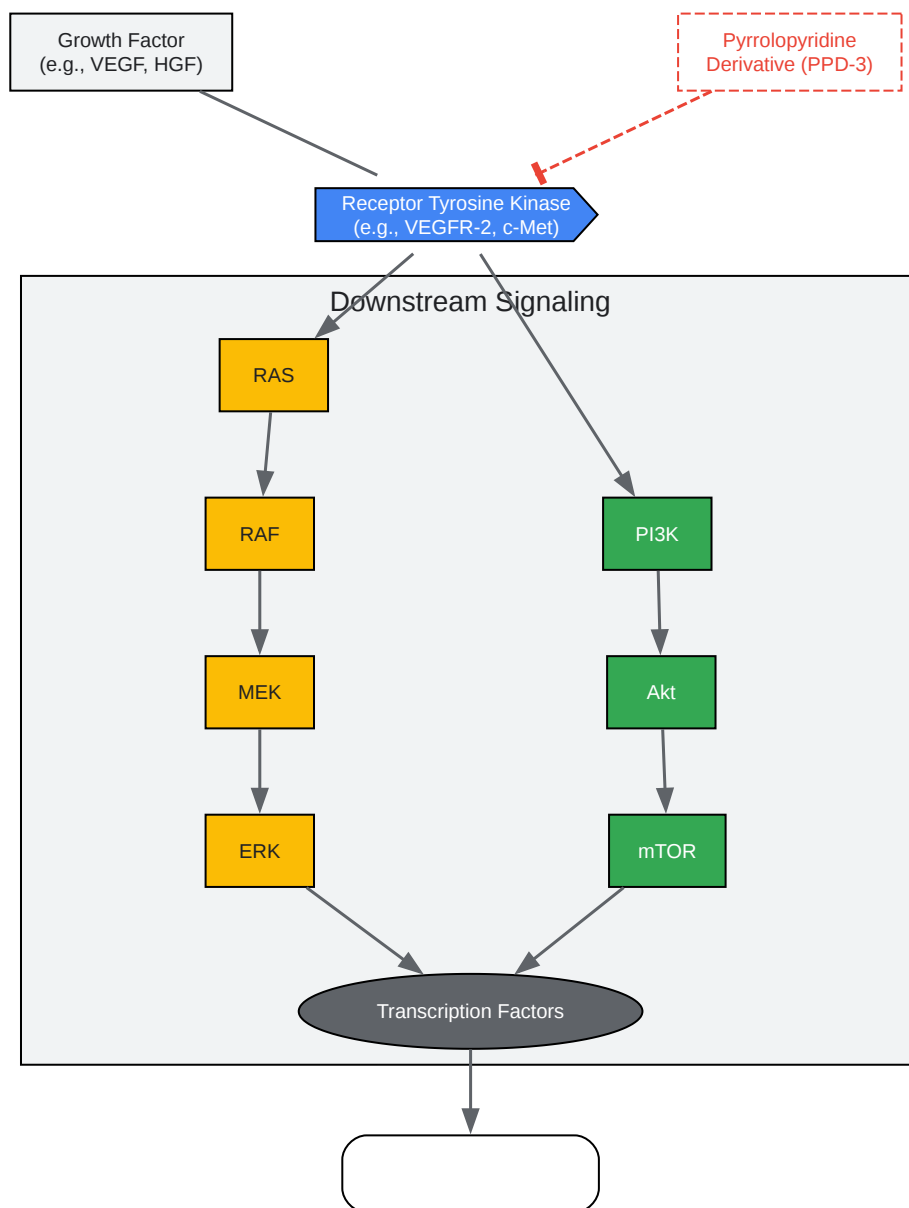 Growth Factor
(e.g., VEGF, HGF)
Pyrrolopyridine
Derivative (PPD-3)
Receptor Tyrosine Kinase
(e.g., VEGFR-2, c-Met)
Downstream Signaling
RAS
RAF
PI3K
MEK
Akt
ERK
mTOR
Transcription Factors